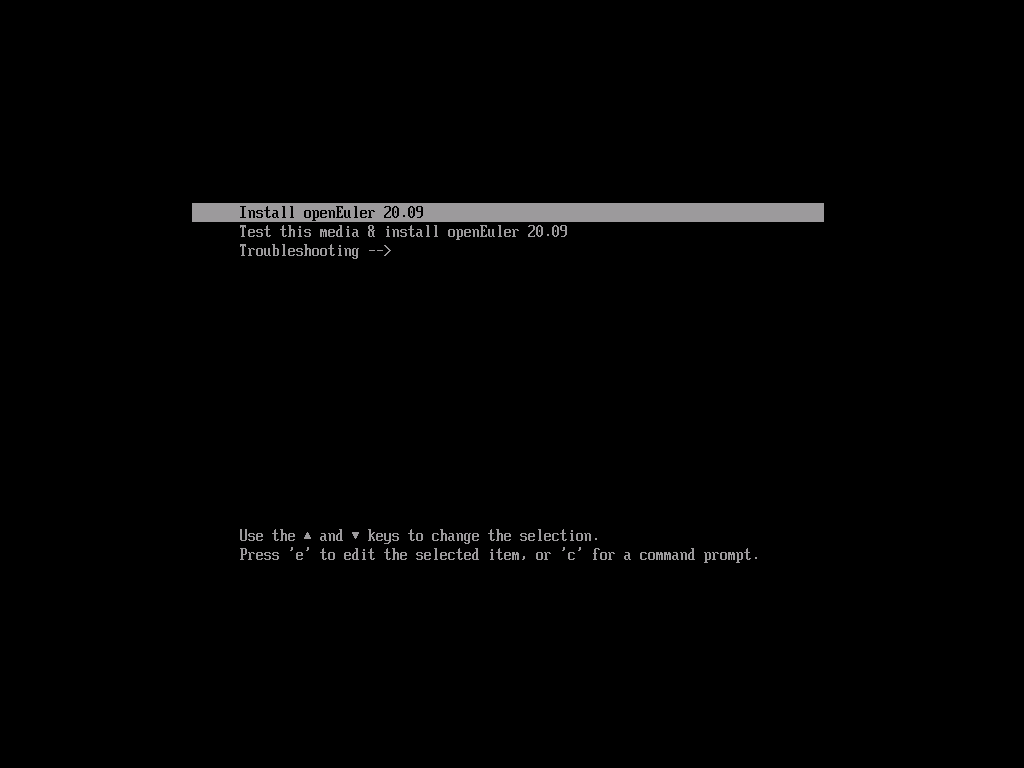 Install openEuler 20.09
Test this media & install openEuler 20.09
Troubleshooting -->
Use the ▲ and ▼ keys to change the selection.
Press 'e' to edit the selected item, or 'c' for a command prompt.